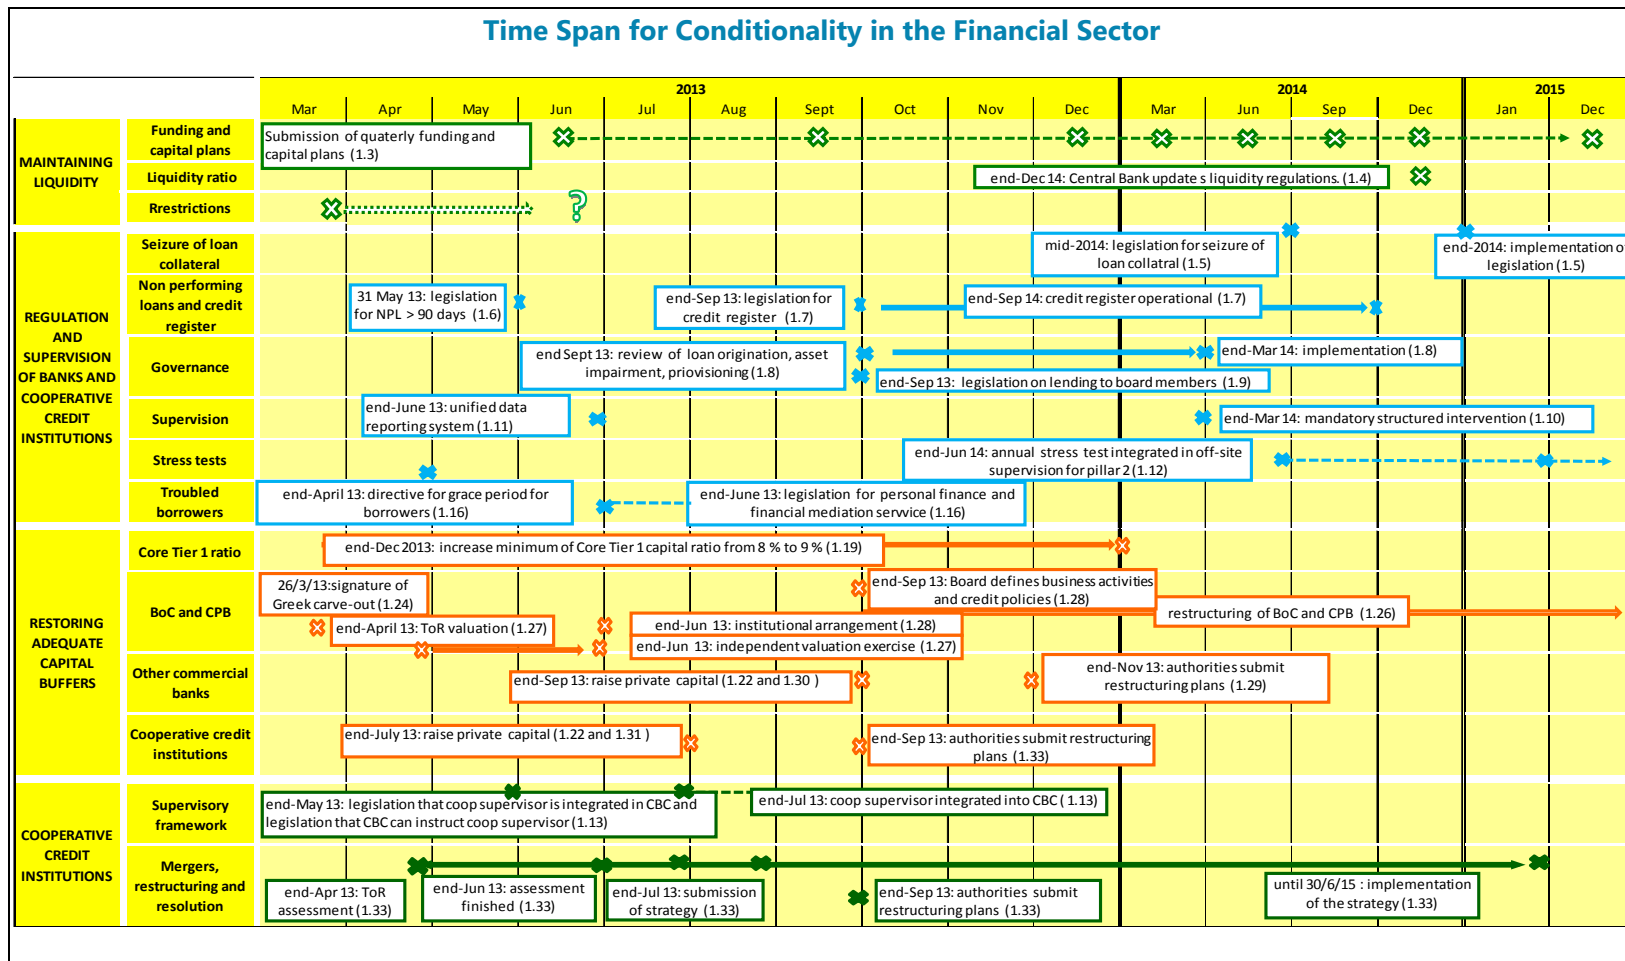 Time Span for Conditionality in the Financial Sector
2013
2014
2015
Mar
Apr
May
Jun
Jul
Aug
Sept
Oct
Nov
Dec
Mar
Jun
Sep
Dec
Jan
Dec
MAINTAINING
LIQUIDITY
Funding and
capital plans
Submission of quaterly funding and
capital plans (1.3)
Liquidity ratio
end-Dec 14: Central Bank update s liquidity regulations. (1.4)
Rrestrictions
?
REGULATION
AND
SUPERVISION
OF BANKS AND
COOPERATIVE
CREDIT
INSTITUTIONS
Seizure of loan
collateral
mid-2014: legislation for seizure of
loan collatral (1.5)
end-2014: implementation of
legislation (1.5)
Non performing
loans and credit
register
31 May 13: legislation
for NPL > 90 days (1.6)
end-Sep 13: legislation for
credit register (1.7)
end-Sep 14: credit register operational (1.7)
Governance
end Sept 13: review of loan origination, asset
impairment, priovisioning (1.8)
end-Mar 14: implementation (1.8)
end-Sep 13: legislation on lending to board members (1.9)
Supervision
end-June 13: unified data
reporting system (1.11)
end-Mar 14: mandatory structured intervention (1.10)
Stress tests
end-Jun 14: annual stress test integrated in off-site
supervision for pillar 2 (1.12)
Troubled
borrowers
end-April 13: directive for grace period for
borrowers (1.16)
end-June 13: legislation for personal finance and
financial mediation servvice (1.16)
RESTORING
ADEQUATE
CAPITAL
BUFFERS
Core Tier 1 ratio
end-Dec 2013: increase minimum of Core Tier 1 capital ratio from 8 % to 9 % (1.19)
BoC and CPB
26/3/13:signature of
Greek carve-out (1.24)
end-April 13: ToR valuation (1.27)
end-Sep 13: Board defines business activities
and credit policies (1.28)
restructuring of BoC and CPB (1.26)
end-Jun 13: institutional arrangement (1.28)
end-Jun 13: independent valuation exercise (1.27)
Other commercial
banks
end-Sep 13: raise private capital (1.22 and 1.30 )
end-Nov 13: authorities submit
restructuring plans (1.29)
Cooperative credit
institutions
end-July 13: raise private capital (1.22 and 1.31 )
end-Sep 13: authorities submit restructuring
plans (1.33)
COOPERATIVE
CREDIT
INSTITUTIONS
Supervisory
framework
end-May 13: legislation that coop supervisor is integrated in CBC and
legislation that CBC can instruct coop supervisor (1.13)
end-Jul 13: coop supervisor integrated into CBC ( 1.13)
Mergers,
restructuring and
resolution
end-Apr 13: ToR
assessment (1.33)
end-Jun 13: assessment
finished (1.33)
end-Jul 13: submission
of strategy (1.33)
end-Sep 13: authorities submit
restructuring plans (1.33)
until 30/6/15 : implementation
of the strategy (1.33)